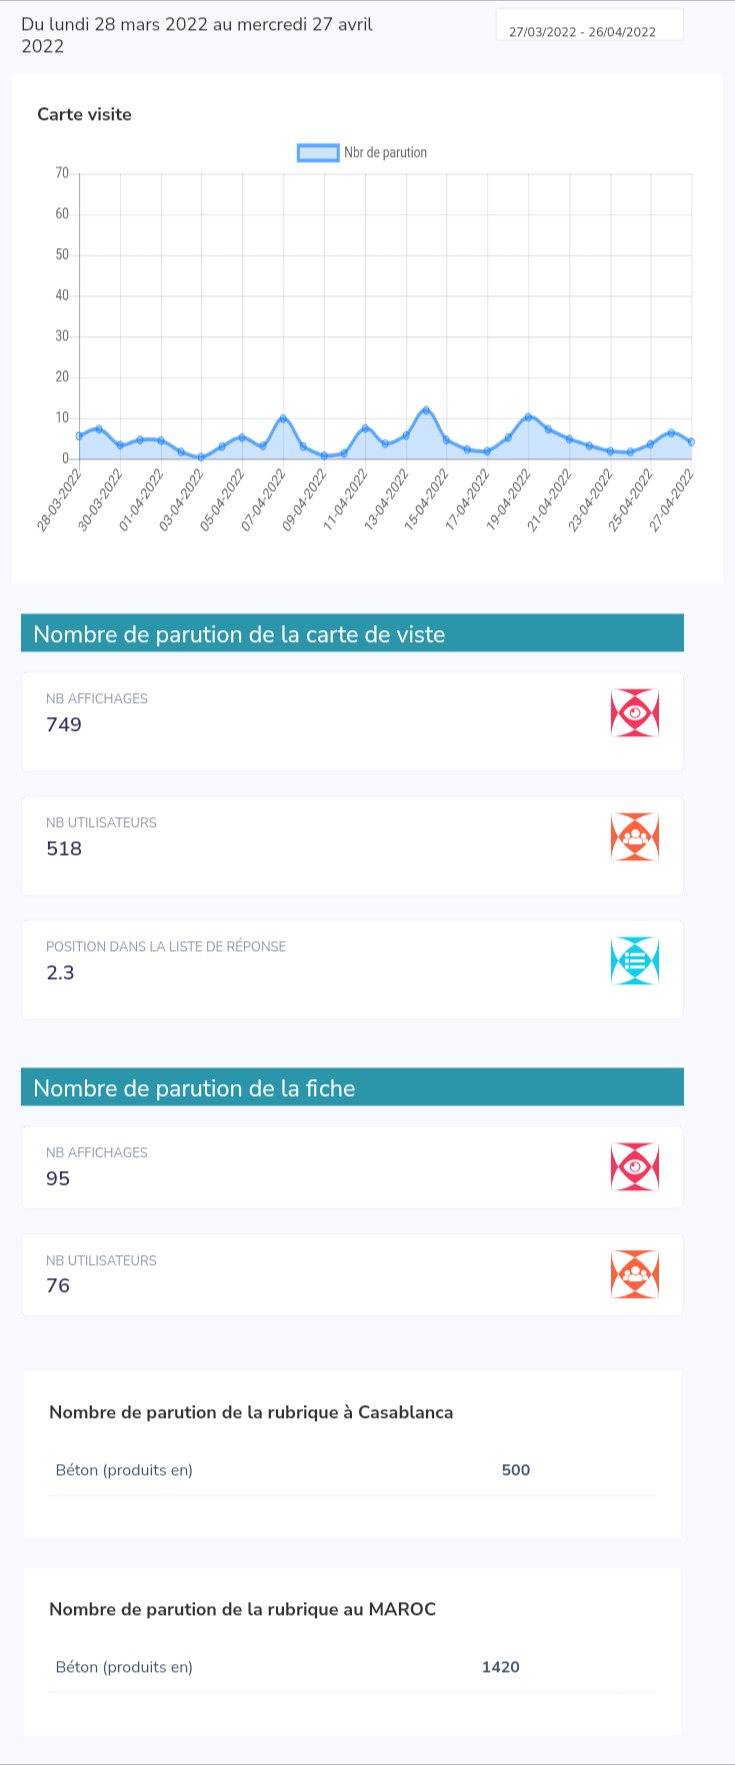 Du lundi 28 mars 2022 au mercredi 27 avril
2022
27/03/2022 - 26/04/2022
Carte visite
Nbr de parution
70
60
50
40
30
20
10
0
28-03-2022
30-03-2022
01-04-2022
03-04-2022
05-04-2022
07-04-2022
09-04-2022
11-04-2022
13-04-2022
15-04-2022
17-04-2022
19-04-2022
21-04-2022
23-04-2022
25-04-2022
27-04-2022
Nombre de parution de la carte de viste
NB AFFICHAGES
749
NB UTILISATEURS
518
POSITION DANS LA LISTE DE RÉPONSE
2.3
Nombre de parution de la fiche
NB AFFICHAGES
95
NB UTILISATEURS
76
Nombre de parution de la rubrique à Casablanca
Béton (produits en) 500
Nombre de parution de la rubrique au MAROC
Béton (produits en) 1420